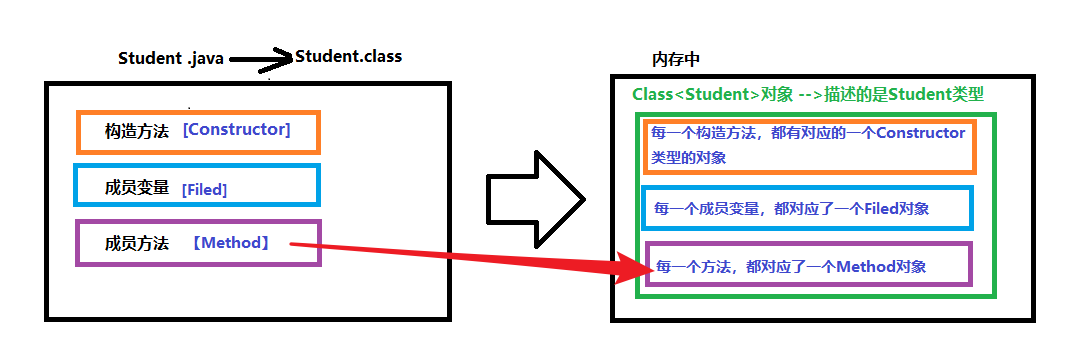 Student .java
Student.class
构造方法 [Constructor]
成员变量 [Filed]
成员方法 【Method】
内存中
Class<Student>对象 -->描述的是Student类型
每一个构造方法，都有对应的一个Constructor
类型的对象
每一个成员变量，都对应了一个Filed对象
每一个方法，都对应了一个Method对象